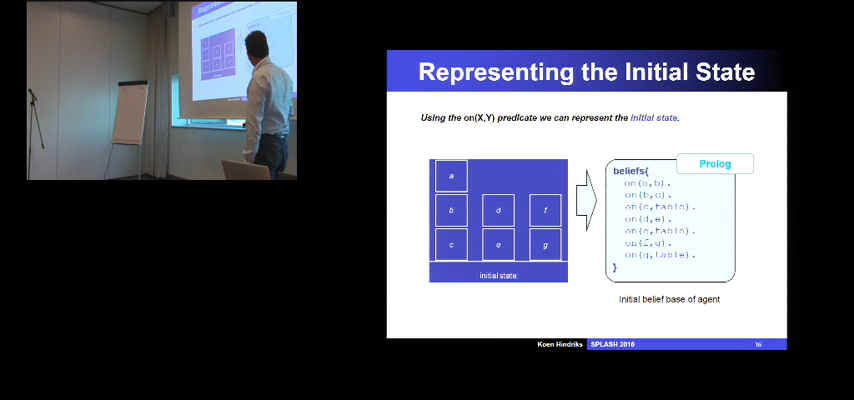 Representing the Initial State
Using the on(X,Y) predicate we can represent the initial state.
Prolog
a
b
d
f
c
e
g
initial state
beliefs{
on(a,b).
on(b,c).
on(c,table).
on(d,e).
on(e,table).
on(f,g).
on(g,table).
}
Initial belief base of agent
Koen Hindriks
SPLASH 2016
16